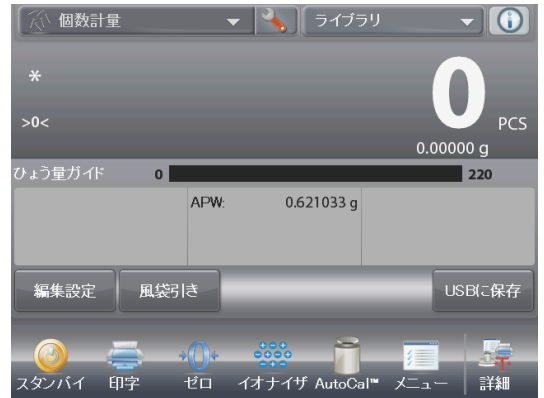 個数計量 ライブラリ
*
0
>0<
PCS
0.00000 g
ひょう量ガイド 0 220
APW: 0.621033 g
編集設定 風袋引き USBに保存
スタンバイ 印字 ゼロ イオナイザ AutoCal™ メニュー 詳細